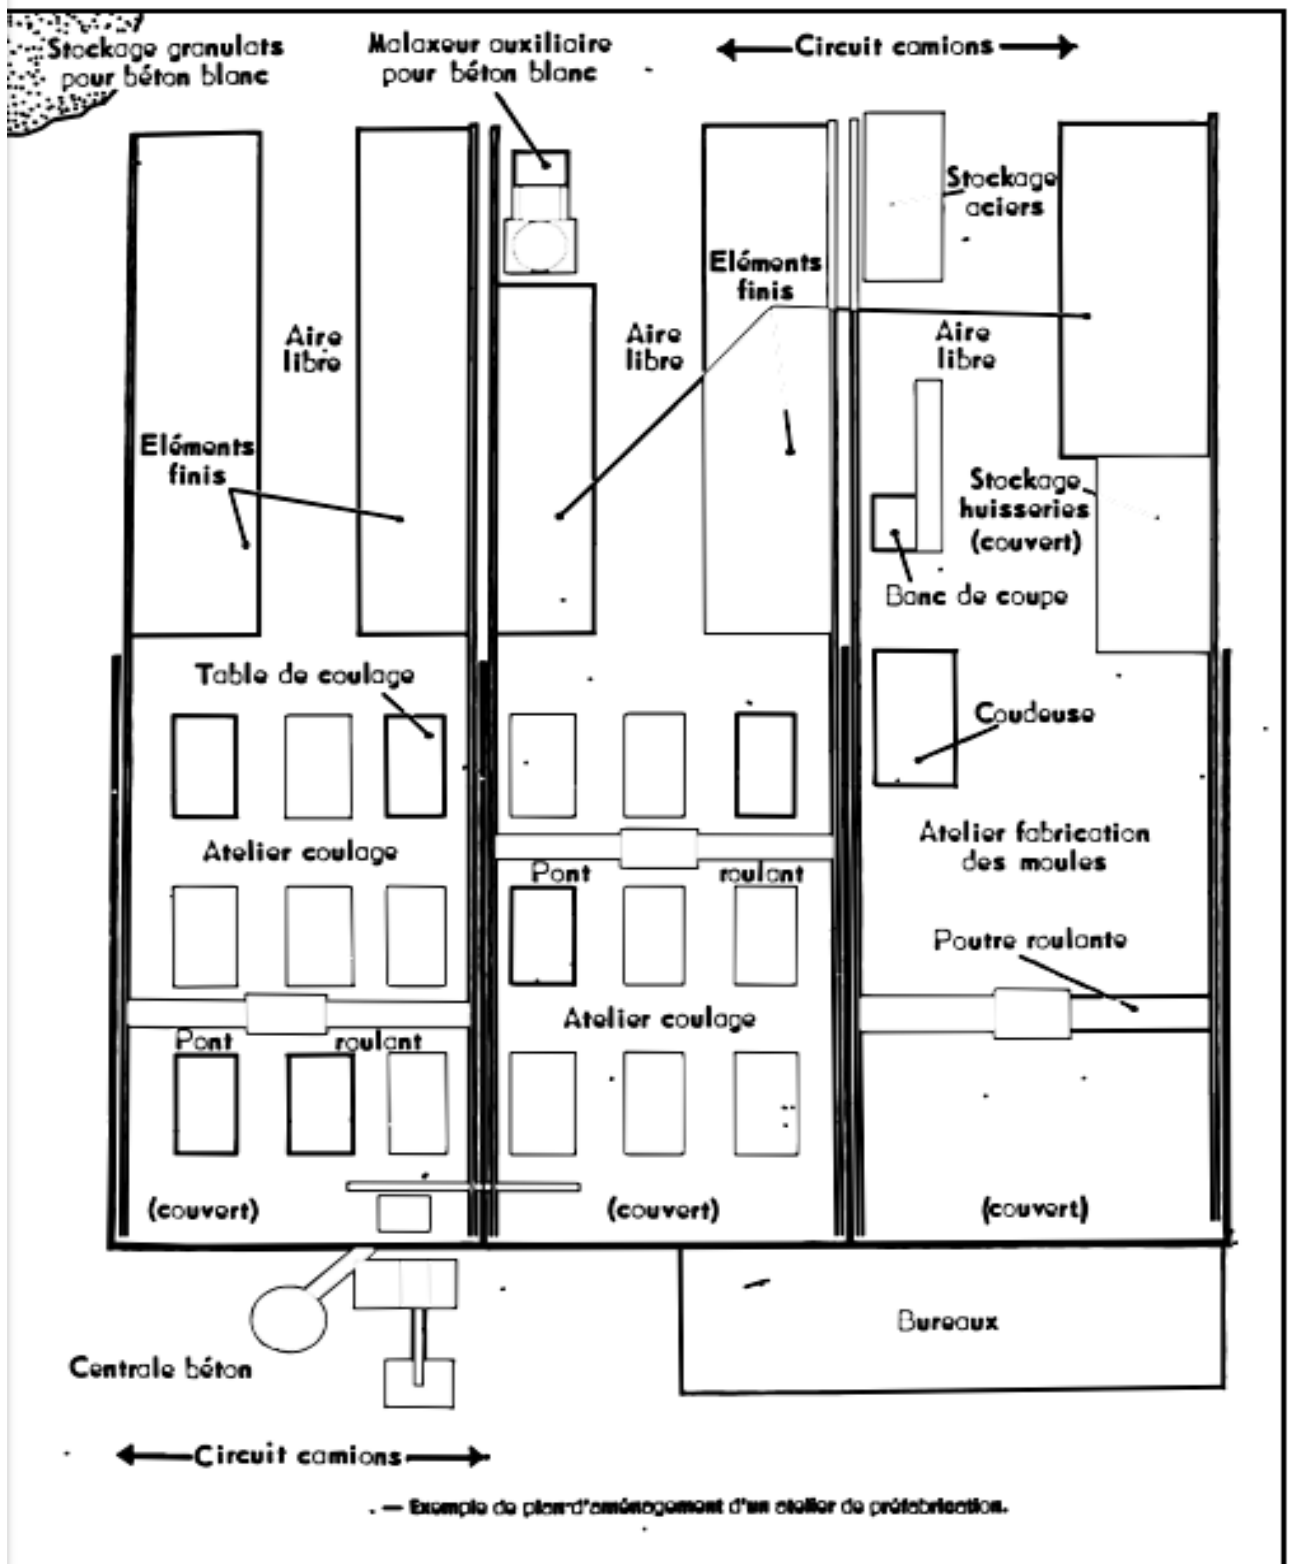 Stockage granulats
pour béton blanc
Malaxeur auxiliaire
pour béton blanc
Circuit camions
Stockage
aciers
Eléments
finis
Aire
libre
Aire
libre
Aire
libre
Eléments
finis
Stockage
huisseries
(couvert)
Banc de coupe
Table de coulage
Coudeuse
Atelier coulage
Atelier fabrication
des moules
Pont roulant
Poutre roulante
Atelier coulage
Pont roulant
(couvert)
(couvert)
(couvert)
Bureaux
Centrale béton
Circuit camions
. — Exemple de plan d'aménagement d'un atelier de préfabrication.